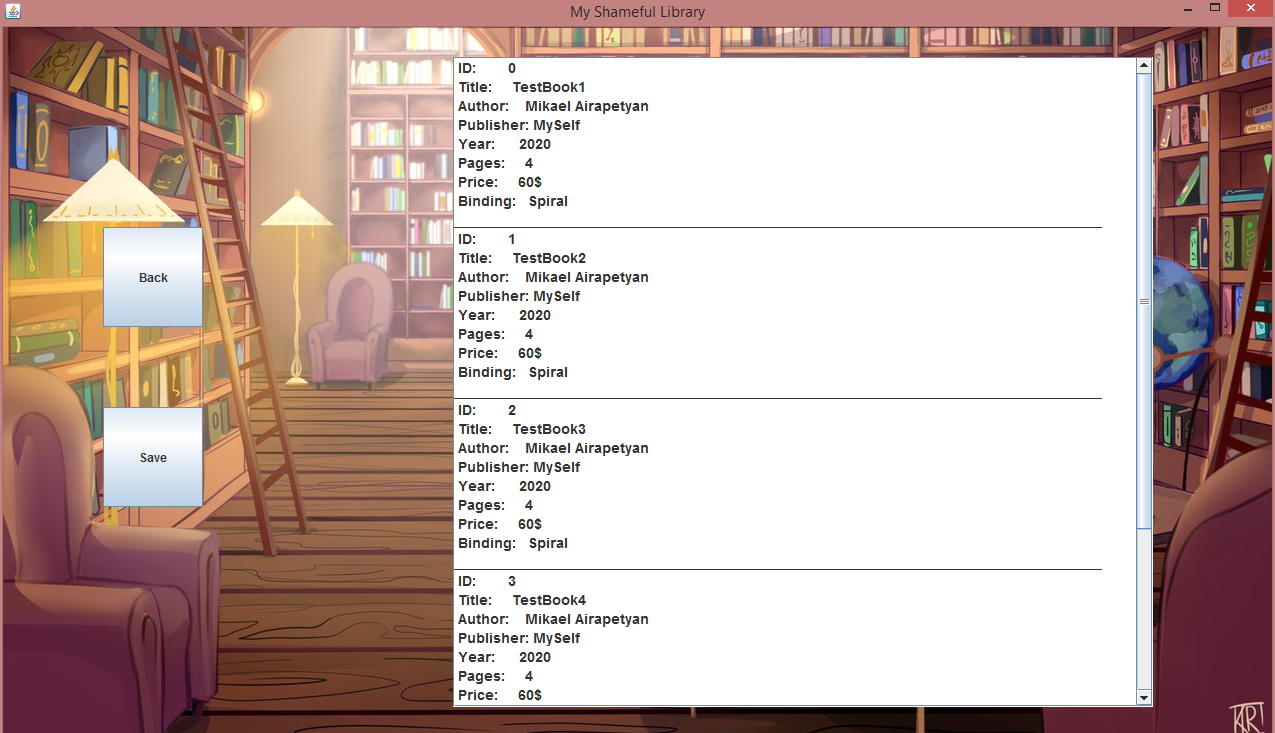 My Shameful Library
Back
Save
ID: 0
Title: TestBook1
Author: Mikael Airapetyan
Publisher: MySelf
Year: 2020
Pages: 4
Price: 60$
Binding: Spiral
ID: 1
Title: TestBook2
Author: Mikael Airapetyan
Publisher: MySelf
Year: 2020
Pages: 4
Price: 60$
Binding: Spiral
ID: 2
Title: TestBook3
Author: Mikael Airapetyan
Publisher: MySelf
Year: 2020
Pages: 4
Price: 60$
Binding: Spiral
ID: 3
Title: TestBook4
Author: Mikael Airapetyan
Publisher: MySelf
Year: 2020
Pages: 4
Price: 60$